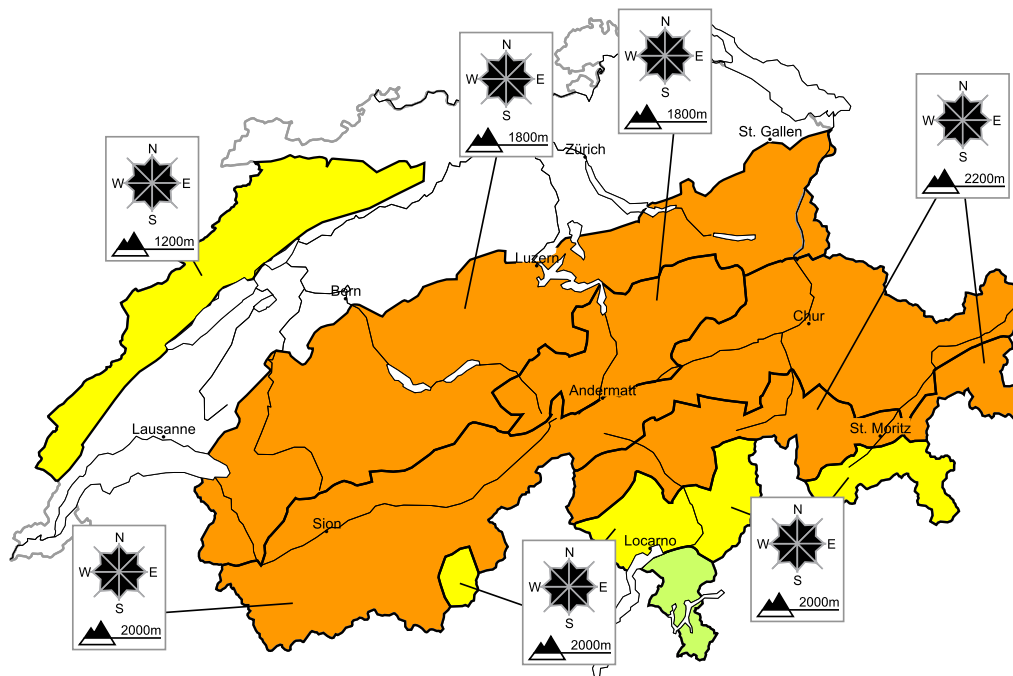 N
W E
S
1800m
N
W E
S
1800m
N
W E
S
2200m
N
W E
S
1200m
St. Gallen
Zürich
Luzern
Bern
Chur
Andermatt
Lausanne
St. Moritz
Sion
Locarno
N
W E
S
2000m
N
W E
S
2000m
N
W E
S
2000m